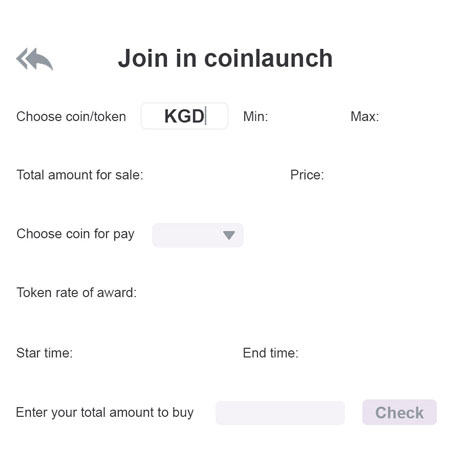 Join in coinlaunch
Choose coin/token KGD Min: Max:
Total amount for sale: Price:
Choose coin for pay
Token rate of award:
Star time: End time:
Enter your total amount to buy Check